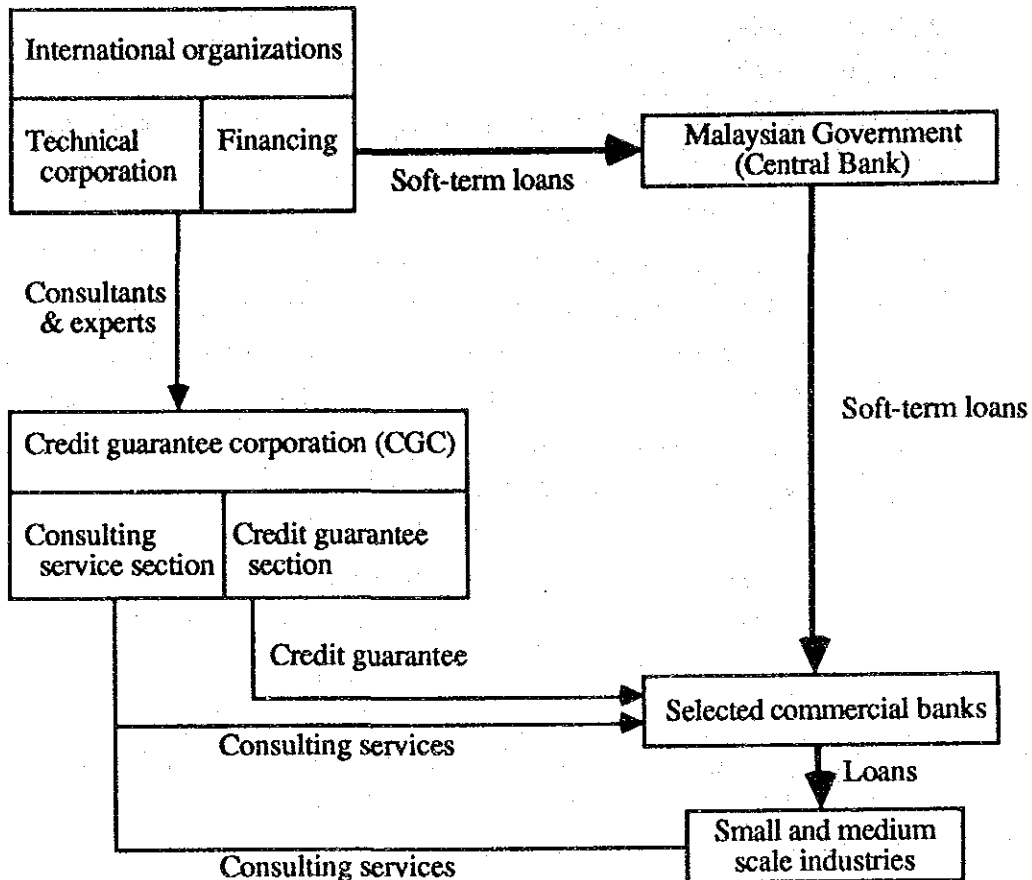 International organizations
Technical
corporation
Financing
Soft-term loans
Malaysian Government
(Central Bank)
Consultants
& experts
Soft-term loans
Credit guarantee corporation (CGC)
Consulting
service section
Credit guarantee
section
Credit guarantee
Selected commercial banks
Consulting services
Loans
Small and medium
scale industries
Consulting services